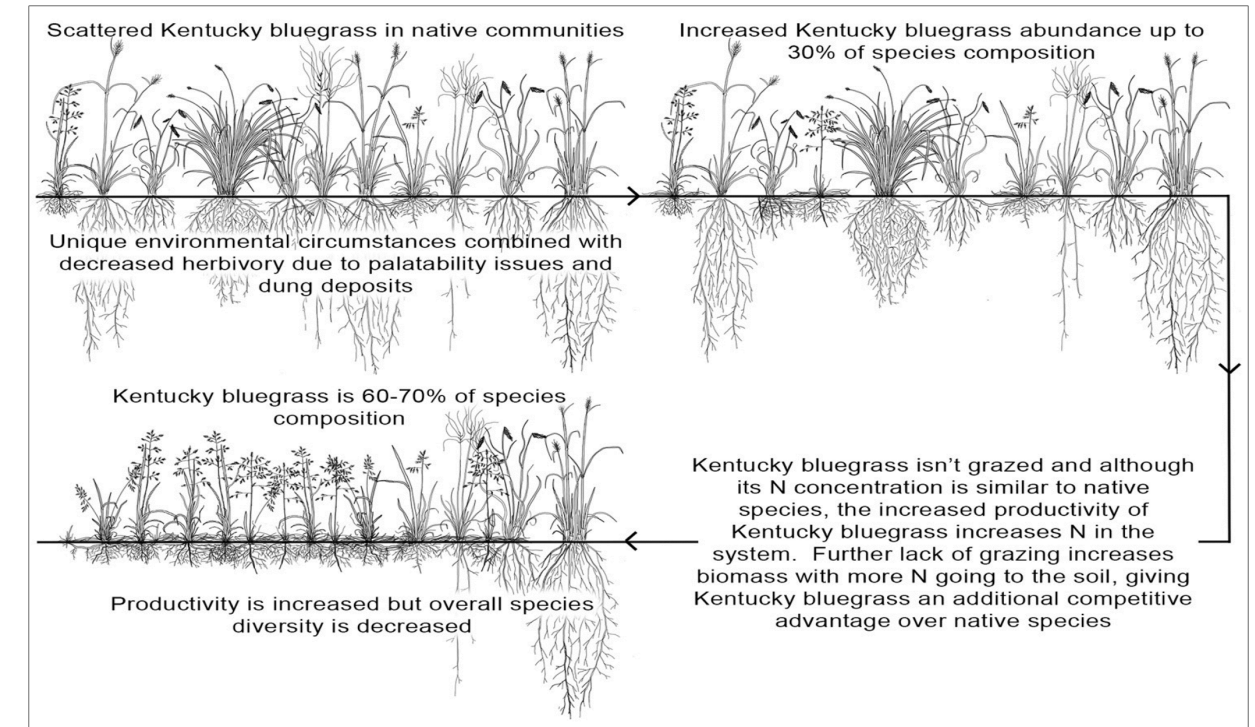 Scattered Kentucky bluegrass in native communities
Unique environmental circumstances combined with
decreased herbivory due to palatability issues and
dung deposits
Increased Kentucky bluegrass abundance up to
30% of species composition
Kentucky bluegrass isn't grazed and although
its N concentration is similar to native
species, the increased productivity of
Kentucky bluegrass increases N in the
system.  Further lack of grazing increases
biomass with more N going to the soil, giving
Kentucky bluegrass an additional competitive
advantage over native species
Kentucky bluegrass is 60-70% of species
composition
Productivity is increased but overall species
diversity is decreased